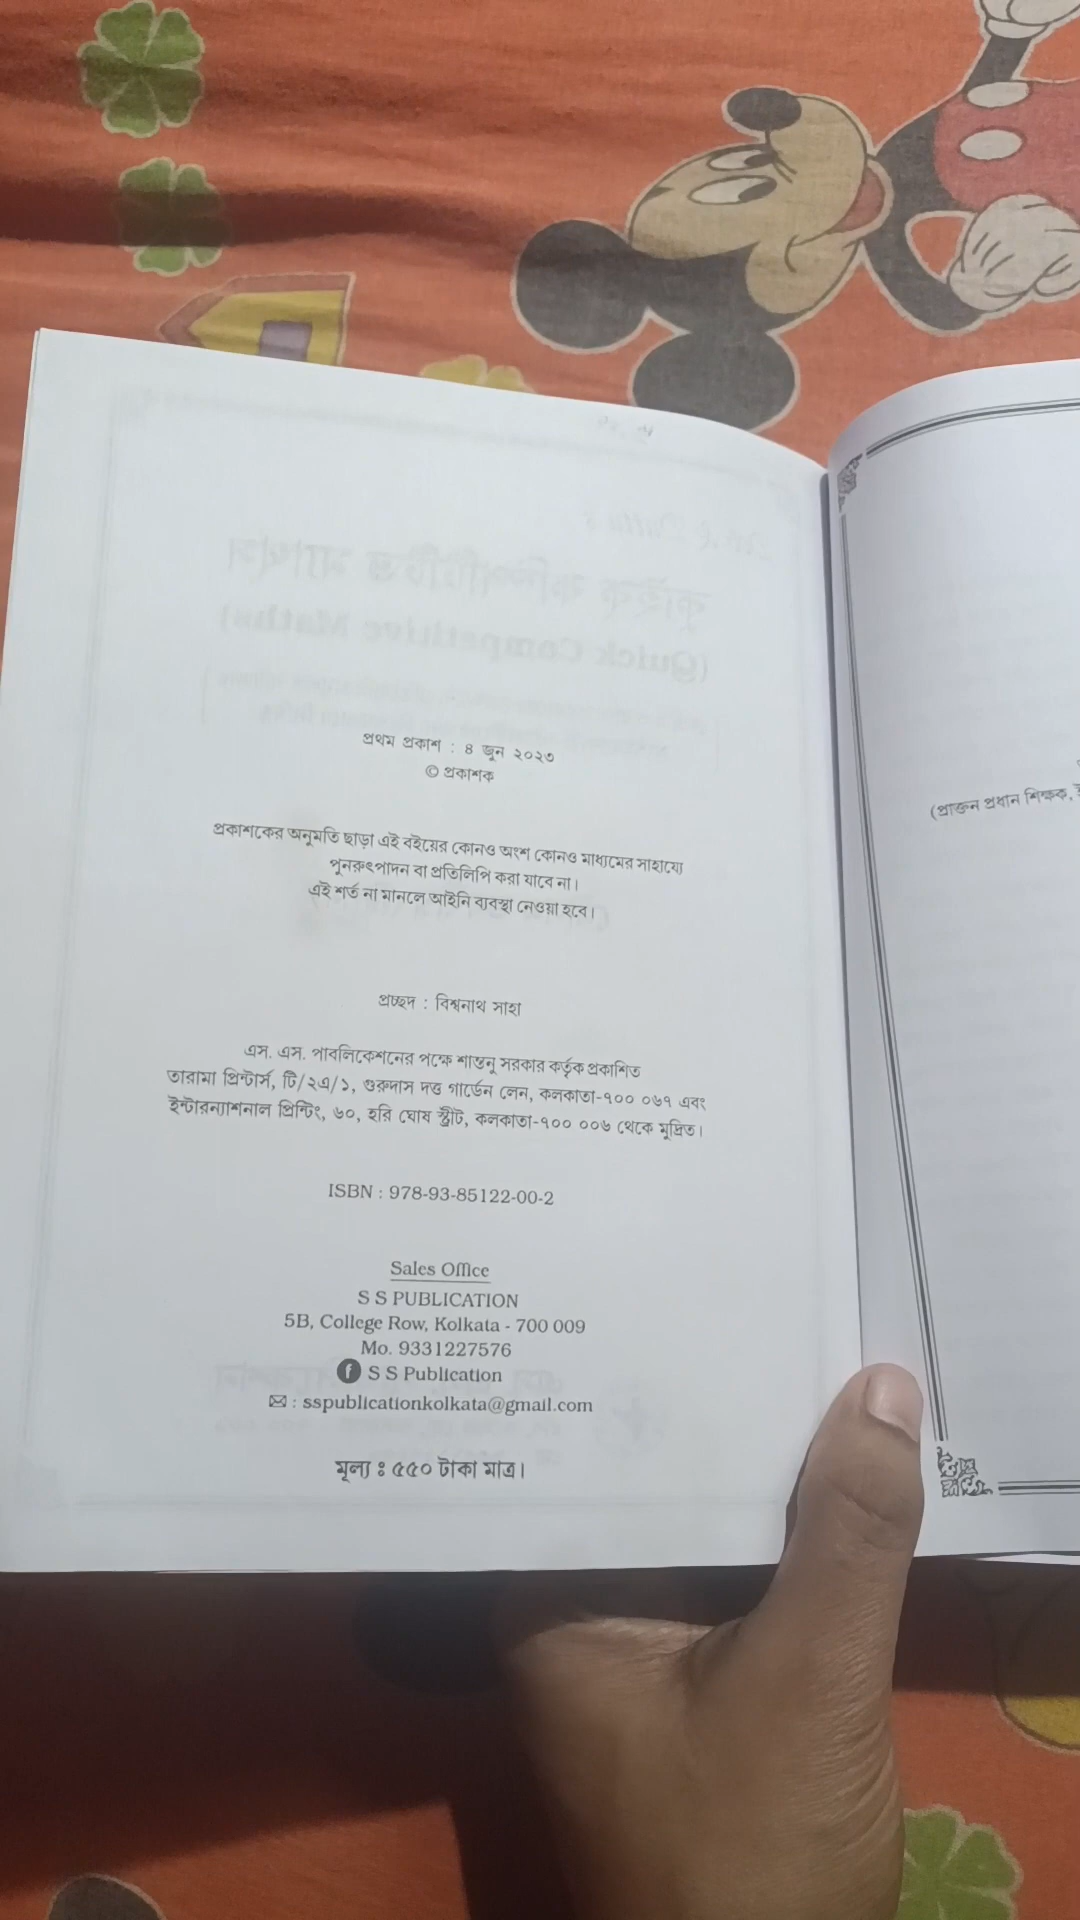 প্রথম প্রকাশ : ৪ জুন ২০২৩
© প্রকাশক
প্রকাশকের অনুমতি ছাড়া এই বইয়ের কোনও অংশ কোনও মাধ্যমের সাহায্যে
পুনরুৎপাদন বা প্রতিলিপি করা যাবে না।
এই শর্ত না মানলে আইনি ব্যবস্থা নেওয়া হবে।
প্রচ্ছদ : বিশ্বনাথ সাহা
এস. এস. পাবলিকেশনের পক্ষে শান্তনু সরকার কর্তৃক প্রকাশিত
তারামা প্রিন্টার্স, টি/২এ/১, গুরুদাস দত্ত গার্ডেন লেন, কলকাতা-৭০০ ০৬৭ এবং
ইন্টারন্যাশনাল প্রিন্টিং, ৬০, হরি ঘোষ স্ট্রীট, কলকাতা-৭০০ ০০৬ থেকে মুদ্রিত।
ISBN : 978-93-85122-00-2
Sales Office
S S PUBLICATION
5B, College Row, Kolkata - 700 009
Mo. 9331227576
S S Publication
: sspublicationkolkata@gmail.com
মূল্য : ৫৫০ টাকা মাত্র।
(প্রাক্তন প্রধান শিক্ষক,